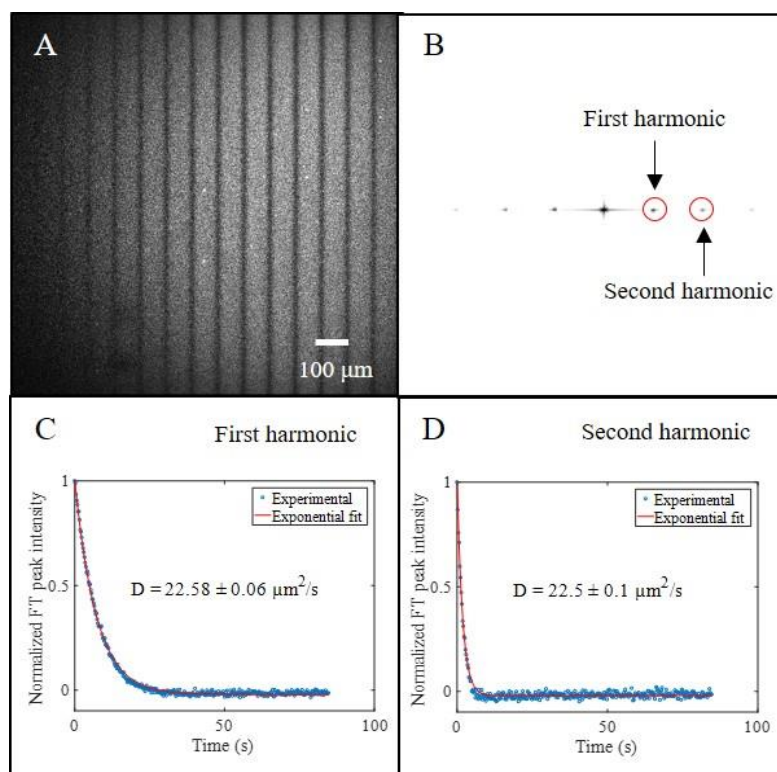 A
100 μm
B
First harmonic
Second harmonic
C
First harmonic
1
0.5
0
Normalized FT peak intensity
Experimental
Exponential fit
D = 22.58 ± 0.06 μm²/s
0
50
100
Time (s)
D
Second harmonic
1
0.5
0
Normalized FT peak intensity
Experimental
Exponential fit
D = 22.5 ± 0.1 μm²/s
0
50
100
Time (s)